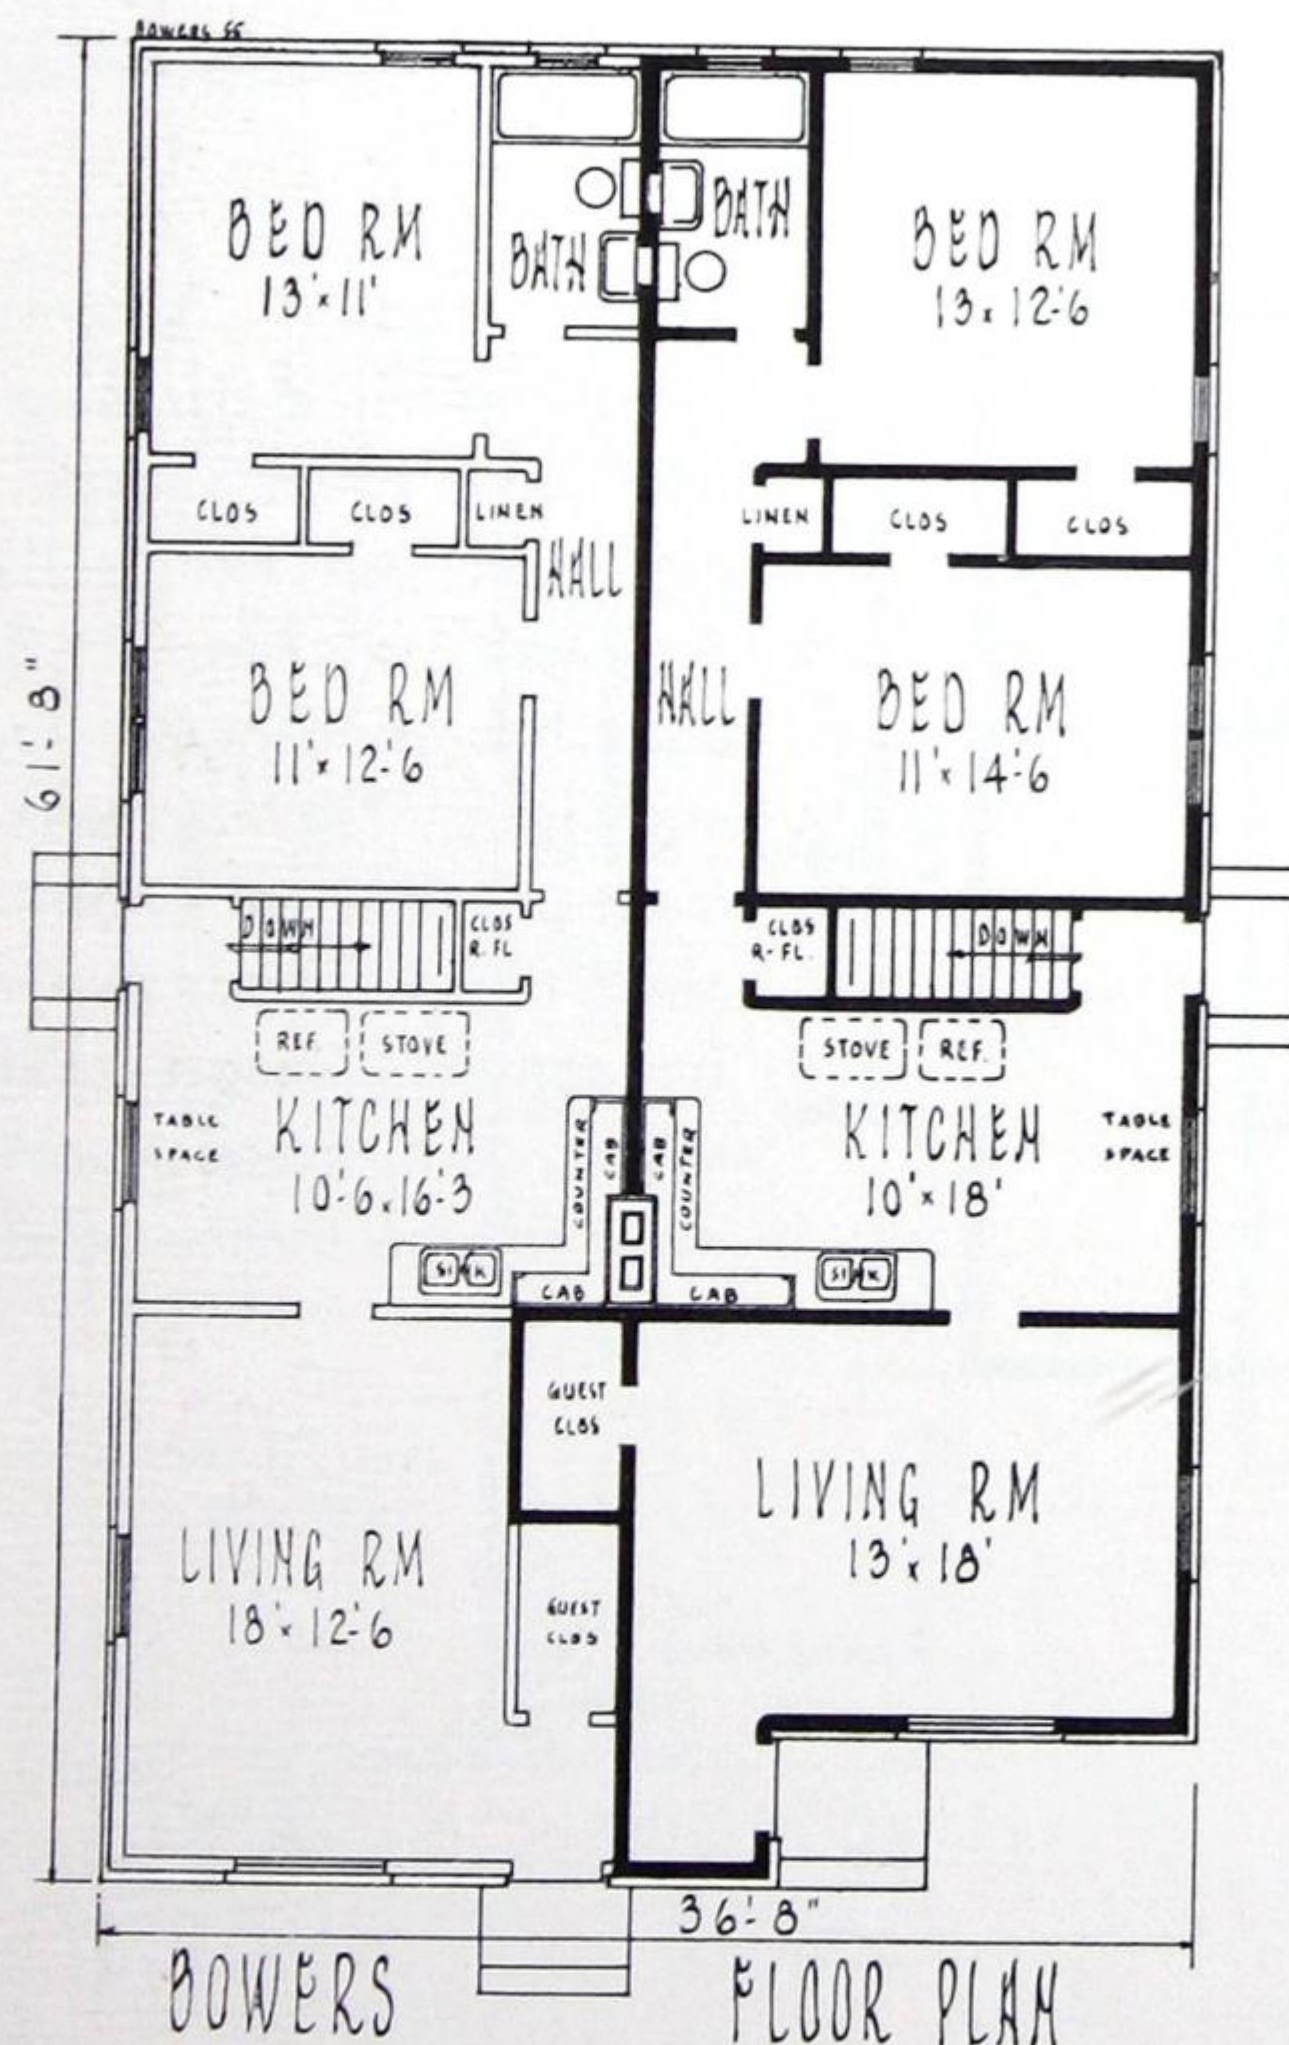 BOWERS 55
BED RM
13'x11'
BATH
BATH
BED RM
13x12'-6
CLOS
CLOS
LINEN
HALL
LINEN
CLOS
CLOS
BED RM
11'x12'-6
HALL
BED RM
11'x14'-6
61'-8"
DOWN
CLOS
R.FL
CLOS
R-FL.
DOWN
REF.
STOVE
STOVE
REF.
TABLE
SPACE
KITCHEN
10'-6x16'-3
COUNTER
CAB
CAB
COUNTER
KITCHEN
10'x18'
TABLE
SPACE
SINK
CAB
CAB
SINK
GUEST
CLOS
LIVING RM
13'x18'
LIVING RM
18'x12'-6
GUEST
CLOS
36'-8"
BOWERS FLOOR PLAN